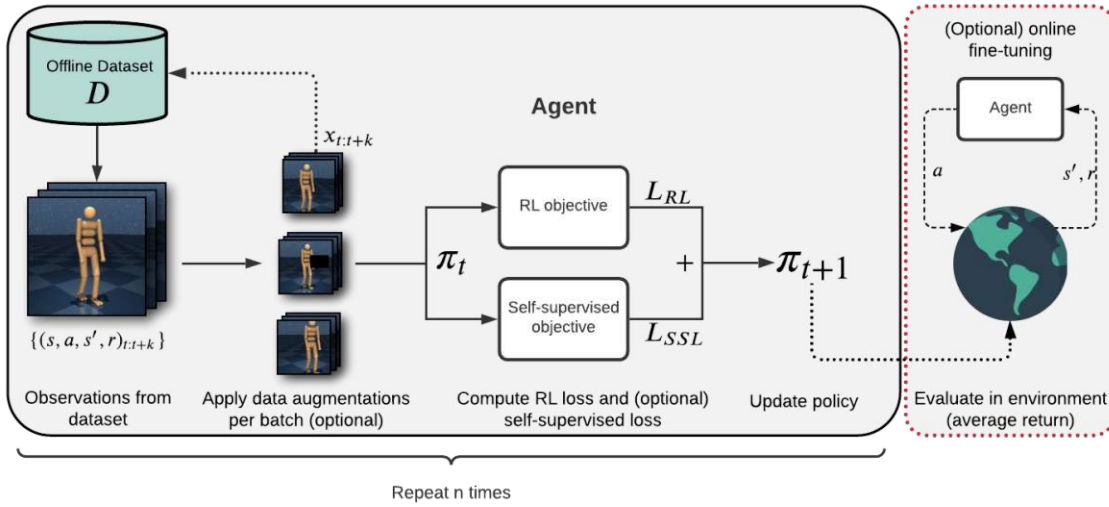 Offline Dataset
D
x_{t:t+k}
{(s, a, s′, r)_{t:t+k}}
Observations from
dataset
Apply data augmentations
per batch (optional)
Agent
π_t
RL objective
L_{RL}
+
Self-supervised
objective
L_{SSL}
Compute RL loss and (optional)
self-supervised loss
π_{t+1}
Update policy
Repeat n times
(Optional) online
fine-tuning
Agent
a
s′, r
Evaluate in environment
(average return)